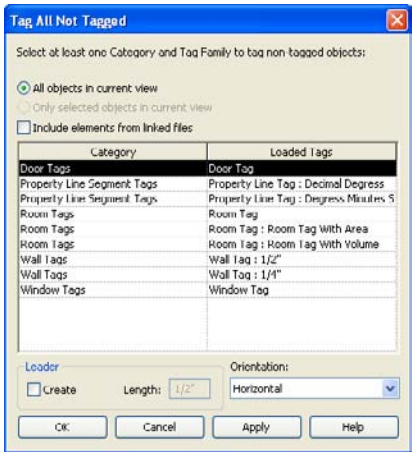 Tag All Not Tagged
Select at least one Category and Tag Family to tag non-tagged objects:
All objects in current view
Only selected objects in current view
Include elements from linked files
Category Loaded Tags
Door Tags Door Tag
Property Line Segment Tags Property Line Tag : Decimal Degress
Property Line Segment Tags Property Line Tag : Degress Minutes S
Room Tags Room Tag
Room Tags Room Tag : Room Tag With Area
Room Tags Room Tag : Room Tag With Volume
Wall Tags Wall Tag : 1/2"
Wall Tags Wall Tag : 1/4"
Window Tags Window Tag
Leader Orientation:
Create Length: 1/2" Horizontal
OK Cancel Apply Help